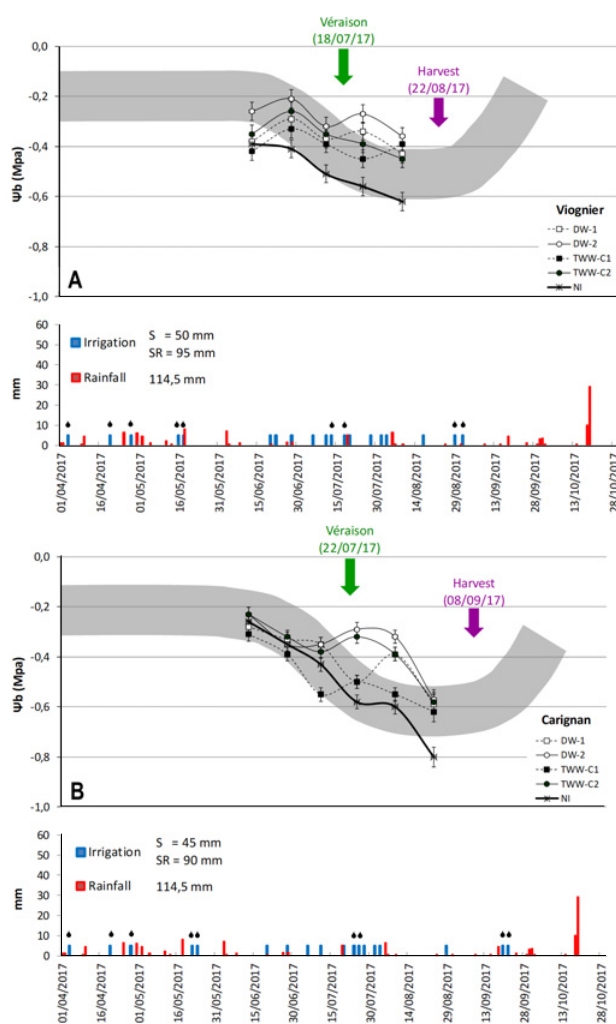 Véraison
(18/07/17)
Harvest
(22/08/17)
0,0
-0,2
-0,4
-0,6
-0,8
-1,0
Ψb (Mpa)
A
Viognier
DW-1
DW-2
TWW-C1
TWW-C2
NI
60
50
40
30
20
10
0
mm
Irrigation
S = 50 mm
SR = 95 mm
Rainfall
114,5 mm
01/04/2017
16/04/2017
01/05/2017
16/05/2017
31/05/2017
15/06/2017
30/06/2017
15/07/2017
30/07/2017
14/08/2017
29/08/2017
13/09/2017
28/09/2017
13/10/2017
28/10/2017
Véraison
(22/07/17)
Harvest
(08/09/17)
0,0
-0,2
-0,4
-0,6
-0,8
-1,0
Ψb (Mpa)
B
Carignan
DW-1
DW-2
TWW-C1
TWW-C2
NI
60
50
40
30
20
10
0
mm
Irrigation
S = 45 mm
SR = 90 mm
Rainfall
114,5 mm
01/04/2017
16/04/2017
01/05/2017
16/05/2017
31/05/2017
15/06/2017
30/06/2017
15/07/2017
30/07/2017
14/08/2017
29/08/2017
13/09/2017
28/09/2017
13/10/2017
28/10/2017